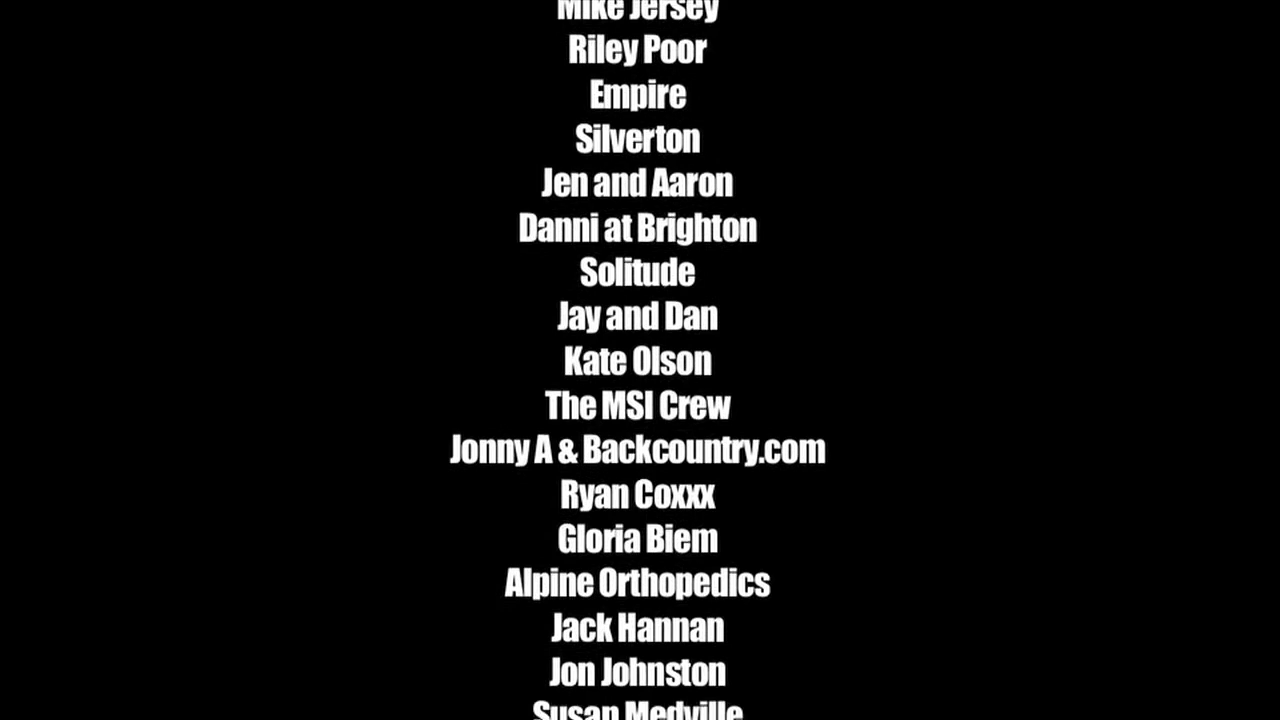 Mike Jersey
Riley Poor
Empire
Silverton
Jen and Aaron
Danni at Brighton
Solitude
Jay and Dan
Kate Olson
The MSI Crew
Jonny A & Backcountry.com
Ryan Coxxx
Gloria Biem
Alpine Orthopedics
Jack Hannan
Jon Johnston
Susan Medville